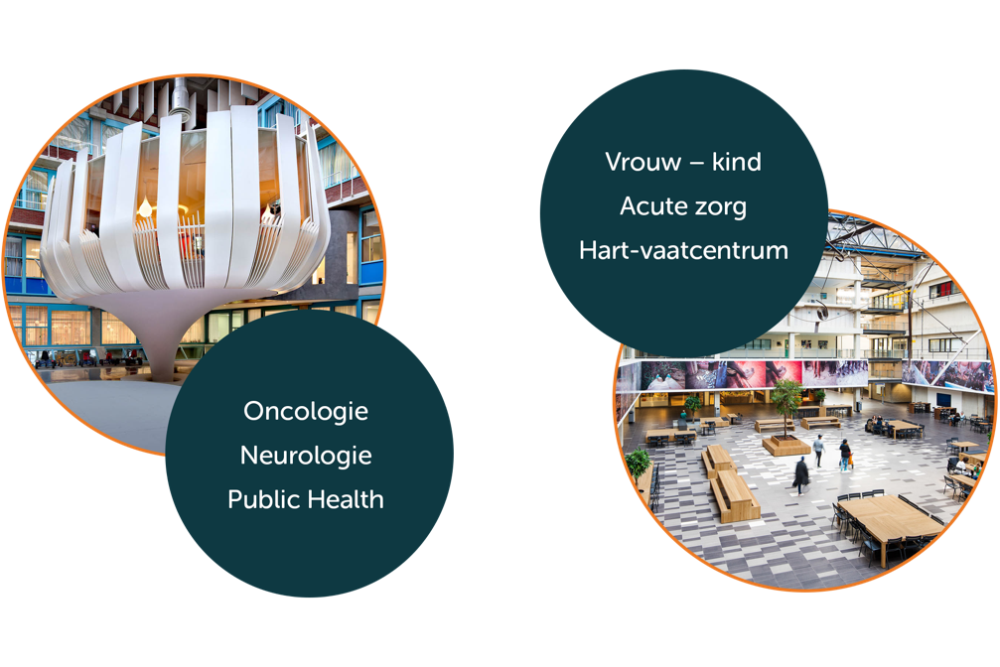 Oncologie
Neurologie
Public Health
Vrouw – kind
Acute zorg
Hart-vaatcentrum